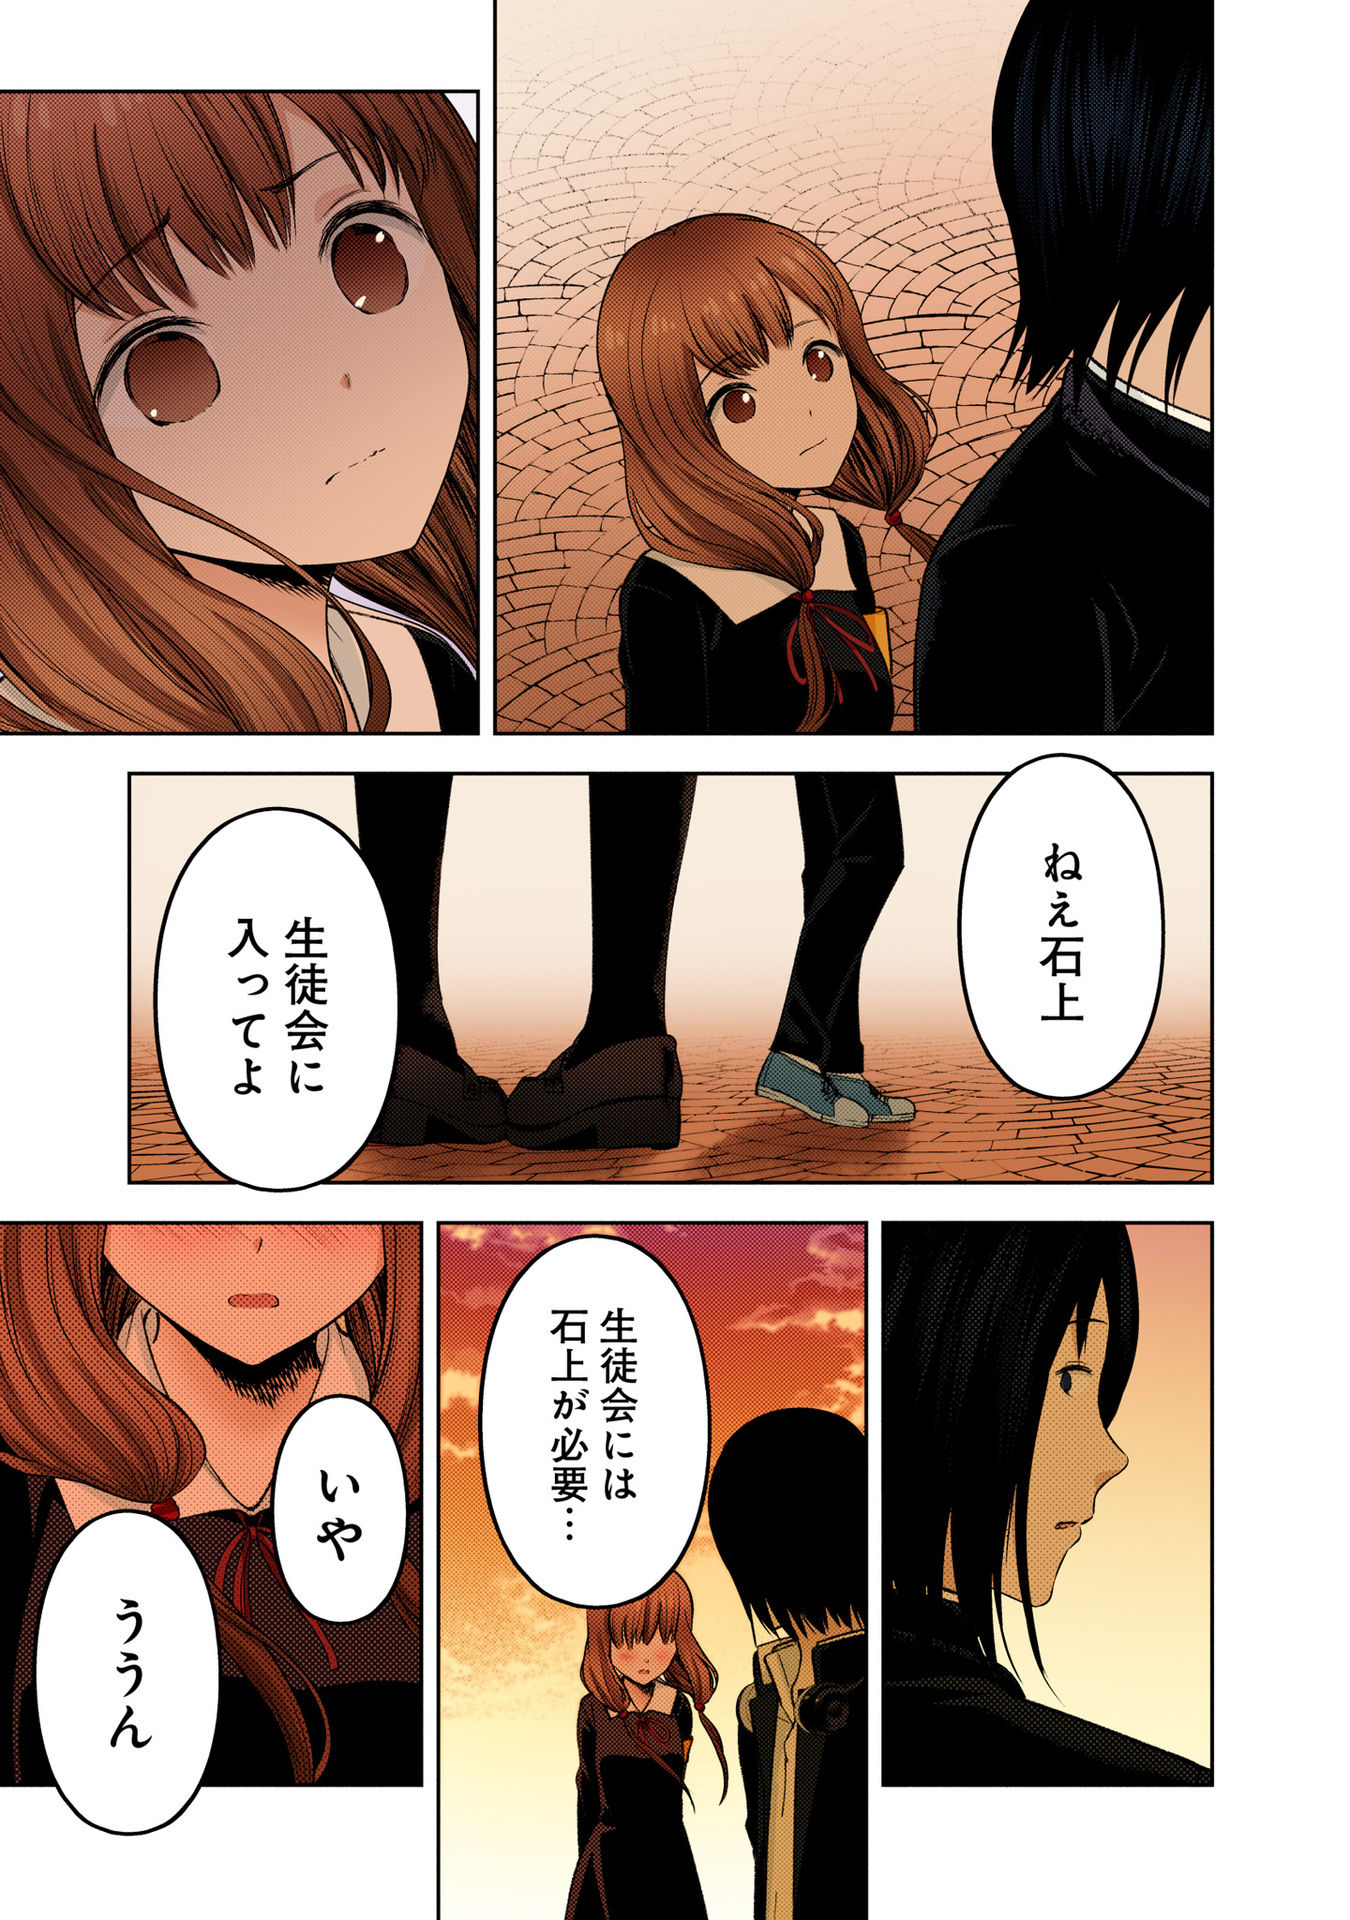 ねぇ石上
生徒会に
入ってよ
生徒会には
石上が必要…
いや
ううん